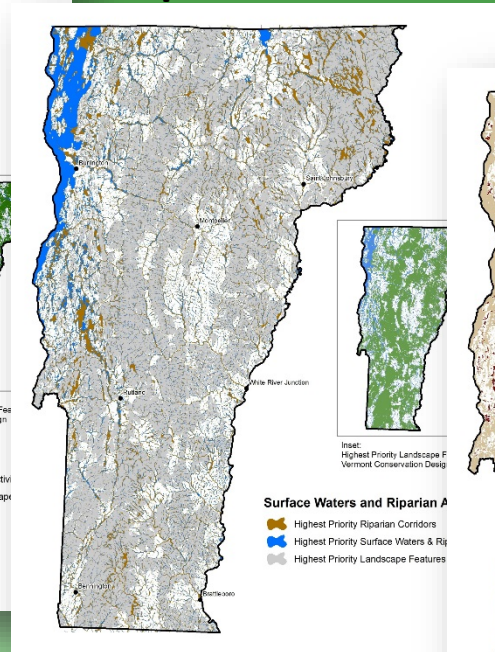 Burlington
Saint Johnsbury
Montpelier
White River Junction
Rutland
Inset:
Highest Priority Landscape F
Vermont Conservation Desig
Surface Waters and Riparian A
Highest Priority Riparian Corridors
Highest Priority Surface Waters & Rip
Highest Priority Landscape Features
Bennington
Brattleboro